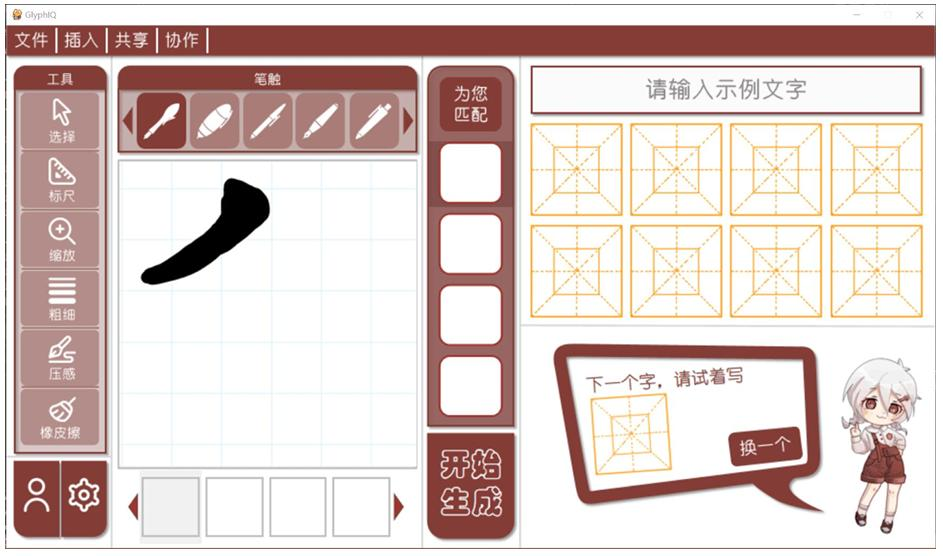 GlyphIQ
文件 插入 共享 协作
工具
选择
标尺
缩放
粗细
压感
橡皮擦
笔触
为您
匹配
开始
生成
请输入示例文字
下一个字，请试着写
换一个